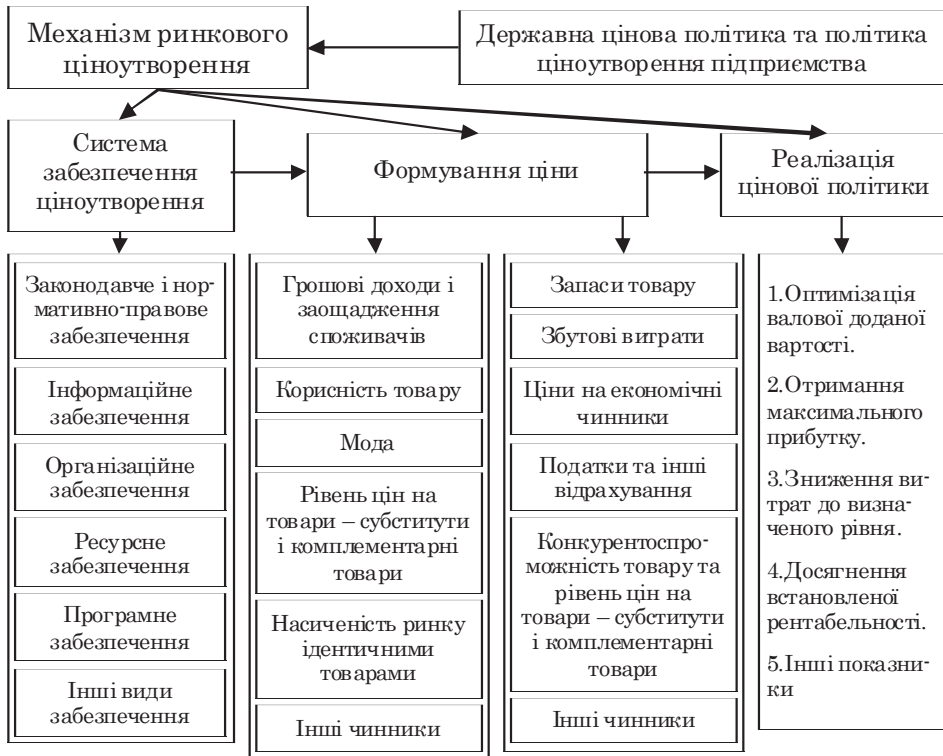 Механізм ринкового
ціноутворення
Державна цінова політика та політика
ціноутворення підприємства
Система
забезпечення
ціноутворення
Формування ціни
Реалізація
цінової політики
Законодавче і нор-
мативно-правове
забезпечення
Інформаційне
забезпечення
Організаційне
забезпечення
Ресурсне
забезпечення
Програмне
забезпечення
Інші види
забезпечення
Грошові доходи і
заощадження
споживачів
Корисність товару
Мода
Рівень цін на
товари – субститути
і комплементарні
товари
Насиченість ринку
ідентичними
товарами
Інші чинники
Запаси товару
Збутові витрати
Ціни на економічні
чинники
Податки та інші
відрахування
Конкурентоспро-
можність товару та
рівень цін на
товари – субститути
і комплементарні
товари
Інші чинники
1.Оптимізація
валової доданої
вартості.
2.Отримання
максимального
прибутку.
3.Зниження ви-
трат до визна-
ченого рівня.
4.Досягнення
встановленої
рентабельності.
5.Інші показни-
ки